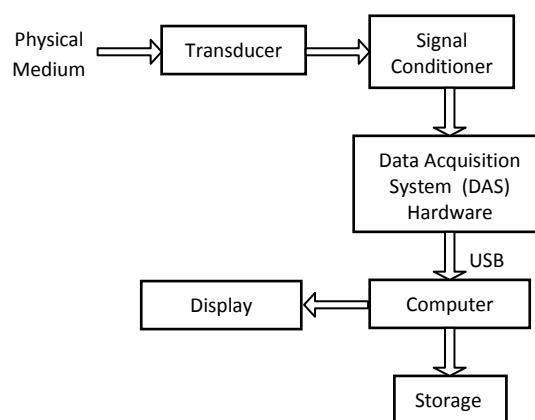 Physical
Medium
Transducer
Signal
Conditioner
Data Acquisition
System (DAS)
Hardware
USB
Display
Computer
Storage